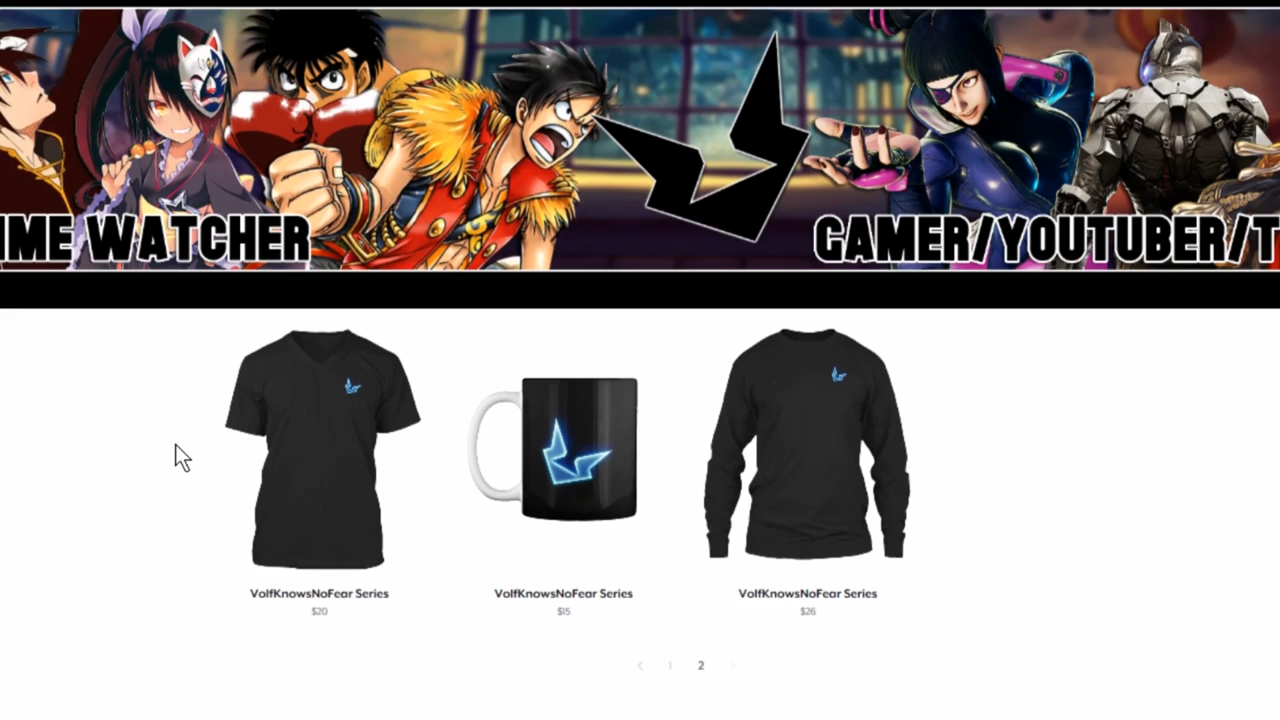 IME WATCHER
GAMER/YOUTUBER/T
VolfKnowsNoFear Series
$20
VolfKnowsNoFear Series
$15
VolfKnowsNoFear Series
$26
1 2